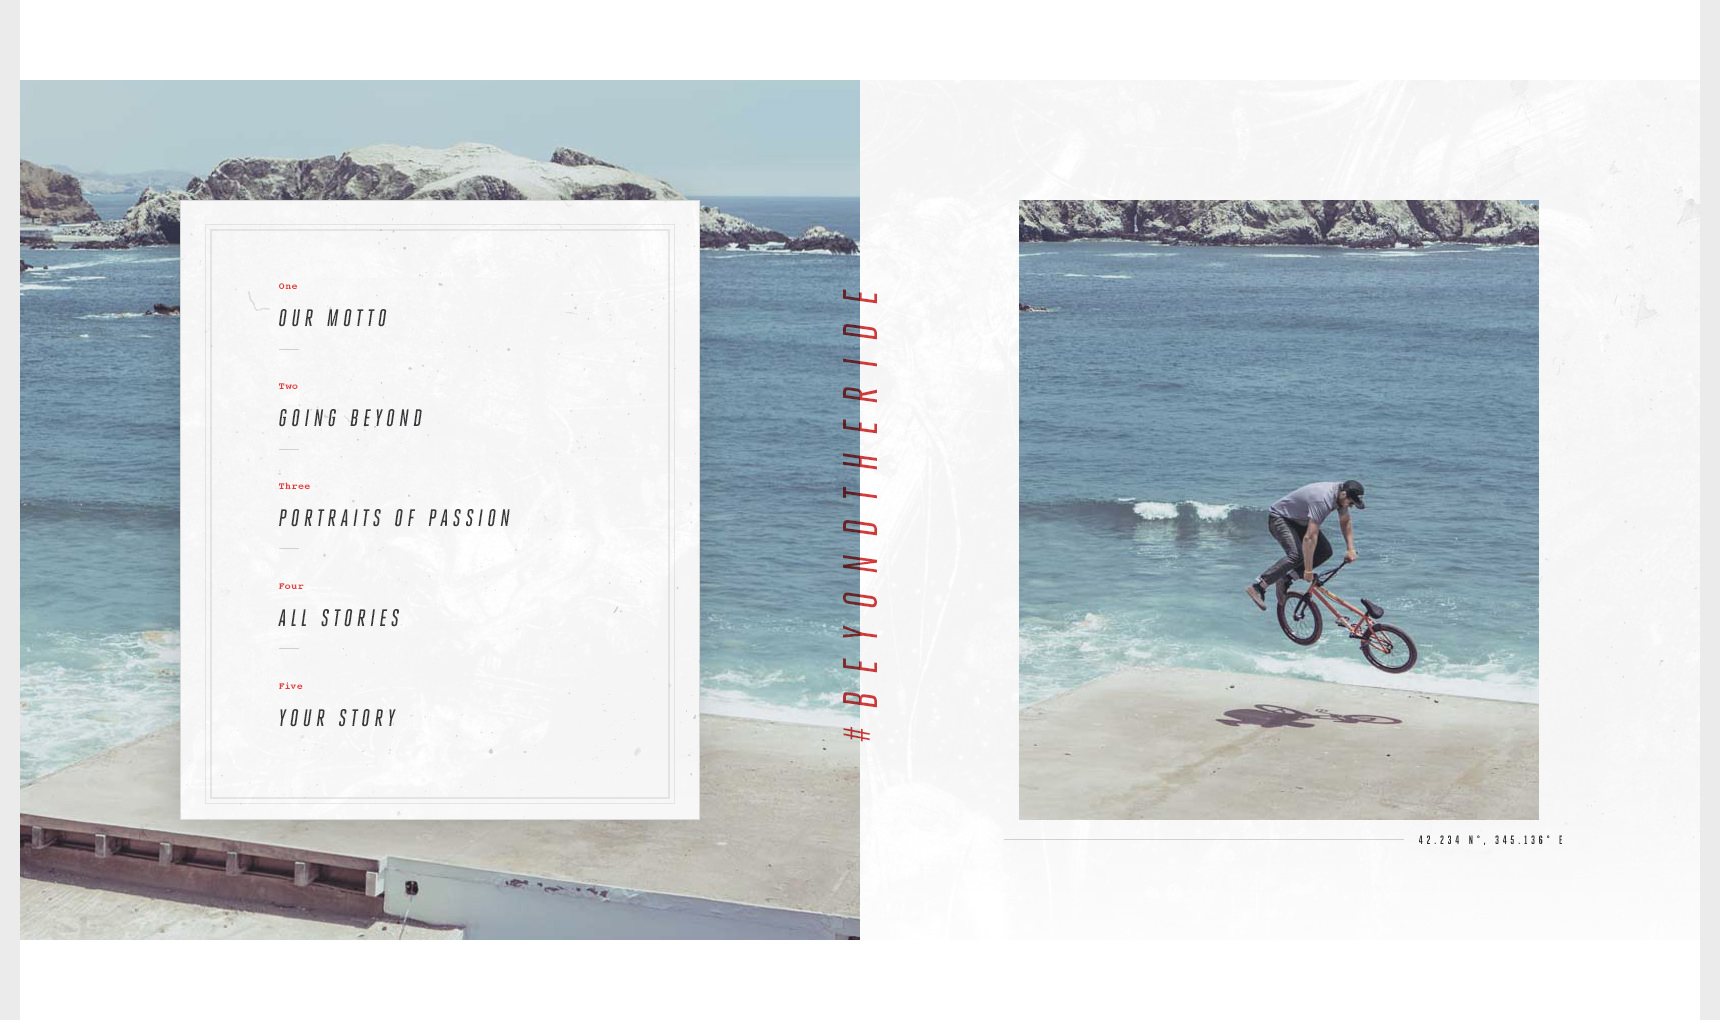 One
OUR MOTTO
Two
GOING BEYOND
Three
PORTRAITS OF PASSION
Four
ALL STORIES
Five
YOUR STORY
#BEYONDTHERIDE
42.234 N°, 345.136° E